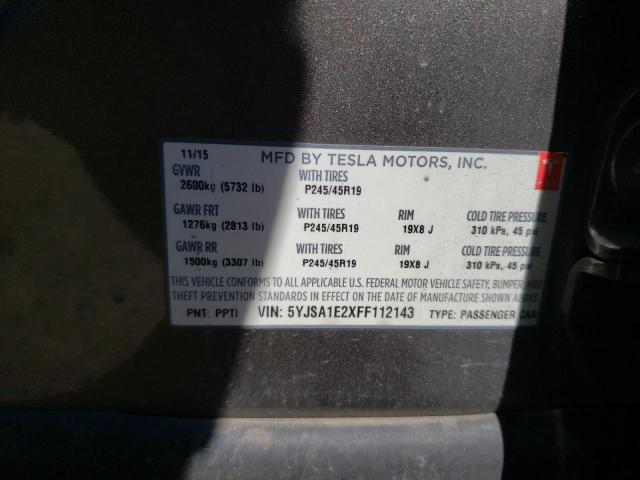 11/15 MFD BY TESLA MOTORS, INC.
GVWR WITH TIRES
2600kg (5732 lb) P245/45R19
GAWR FRT WITH TIRES RIM COLD TIRE PRESSURE
1276kg (2813 lb) P245/45R19 19X8 J 310 kPa, 45 psi
GAWR RR WITH TIRES RIM COLD TIRE PRESSURE
1500kg (3307 lb) P245/45R19 19X8 J 310 kPa, 45 psi
THIS VEHICLE CONFORMS TO ALL APPLICABLE U.S. FEDERAL MOTOR VEHICLE SAFETY, BUMPER, AND
THEFT PREVENTION STANDARDS IN EFFECT ON THE DATE OF MANUFACTURE SHOWN ABOVE.
PNT: PPTI VIN: 5YJSA1E2XFF112143 TYPE: PASSENGER CAR